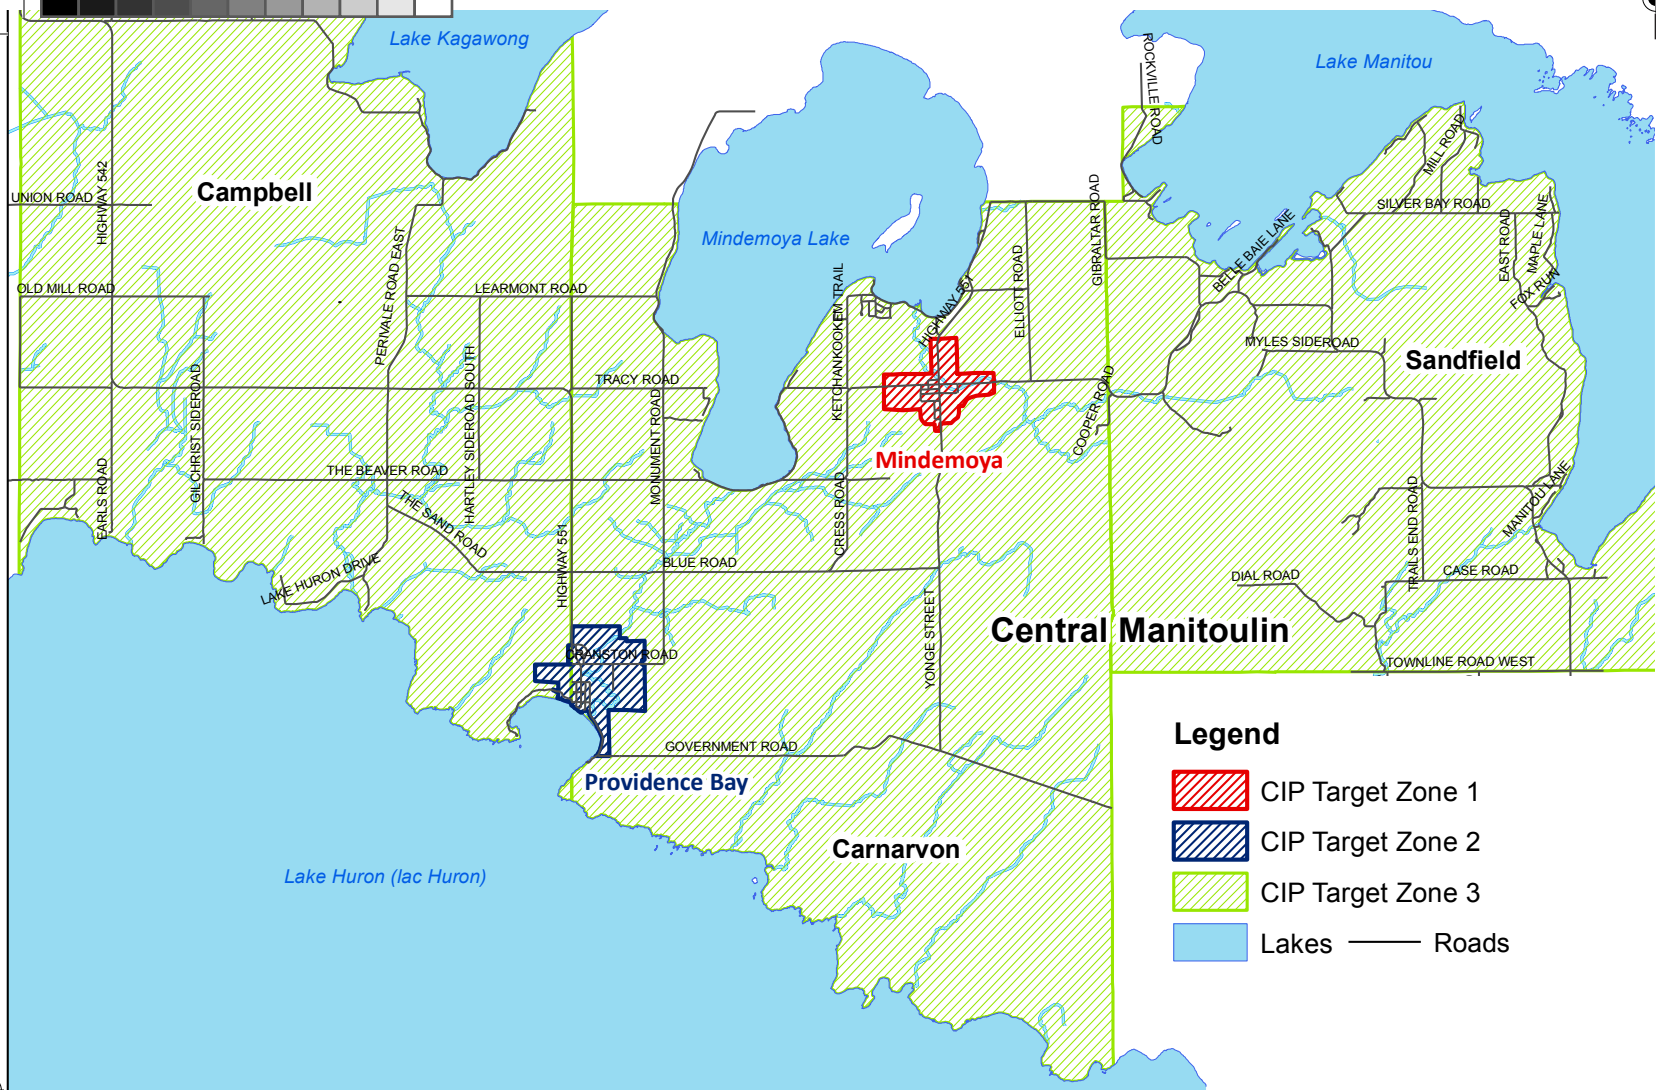 Lake Kagawong
Lake Manitou
ROCKVILLE ROAD
MILL ROAD
HIGHWAY 542
UNION ROAD
Campbell
GIBRALTAR ROAD
SILVER BAY ROAD
MAPLE LANE
EAST ROAD
BELLE BAIE LANE
Mindemoya Lake
PERIVALE ROAD EAST
OLD MILL ROAD
LEARMONT ROAD
KETCHANKOOKEM TRAIL
HIGHWAY 551
ELLIOTT ROAD
FOX RUN
MYLES SIDEROAD
Sandfield
TRACY ROAD
HARTLEY SIDEROAD SOUTH
GILCHRIST SIDEROAD
MONUMENT ROAD
COOPER ROAD
Mindemoya
THE BEAVER ROAD
EARLS ROAD
THE SAND ROAD
CRESS ROAD
MANITOU LANE
TRAILS END ROAD
HIGHWAY 551
BLUE ROAD
LAKE HURON DRIVE
DIAL ROAD
CASE ROAD
YONGE STREET
Central Manitoulin
CRANSTON ROAD
TOWNLINE ROAD WEST
GOVERNMENT ROAD
Providence Bay
Carnarvon
Lake Huron (lac Huron)
Legend
CIP Target Zone 1
CIP Target Zone 2
CIP Target Zone 3
Lakes
Roads